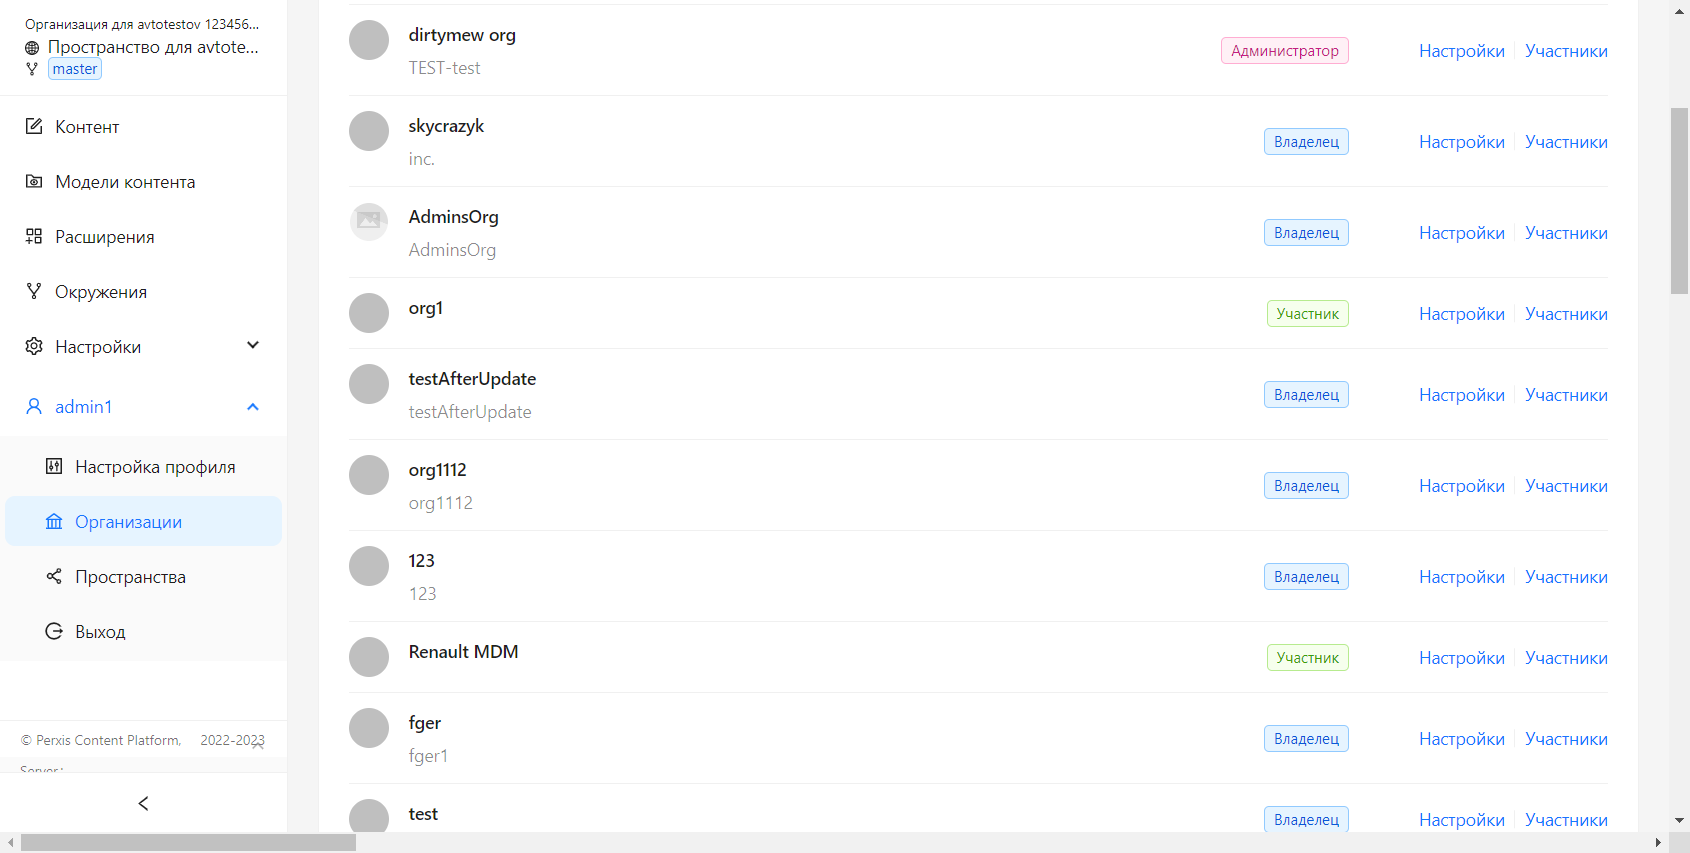 Организация для avtotestov 123456...
Пространство для avtote...
master
Контент
Модели контента
Расширения
Окружения
Настройки
admin1
Настройка профиля
Организации
Пространства
Выход
© Perxis Content Platform, 2022-2023
Server:
dirtymew org
TEST-test
Администратор
Настройки Участники
skycrazyk
inc.
Владелец
Настройки Участники
AdminsOrg
AdminsOrg
Владелец
Настройки Участники
org1
Участник
Настройки Участники
testAfterUpdate
testAfterUpdate
Владелец
Настройки Участники
org1112
org1112
Владелец
Настройки Участники
123
123
Владелец
Настройки Участники
Renault MDM
Участник
Настройки Участники
fger
fger1
Владелец
Настройки Участники
test
Владелец
Настройки Участники